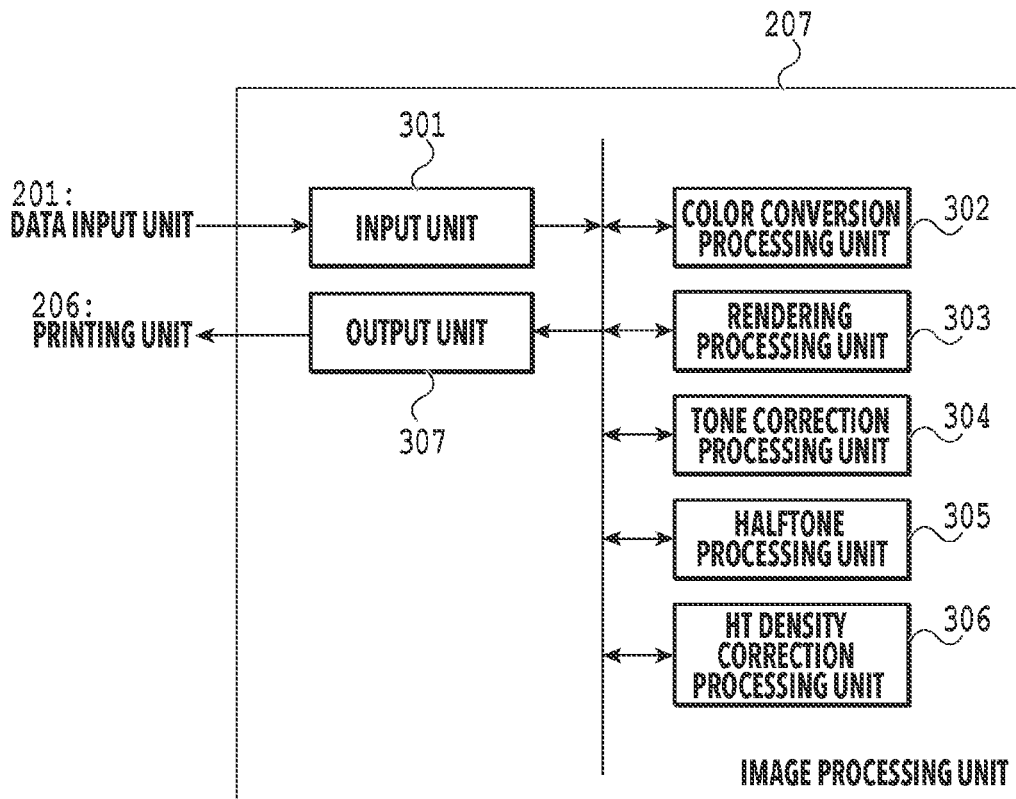 207
301
201:
DATA INPUT UNIT
INPUT UNIT
COLOR CONVERSION
PROCESSING UNIT
302
206:
PRINTING UNIT
OUTPUT UNIT
307
RENDERING
PROCESSING UNIT
303
TONE CORRECTION
PROCESSING UNIT
304
HALFTONE
PROCESSING UNIT
305
HT DENSITY
CORRECTION
PROCESSING UNIT
306
IMAGE PROCESSING UNIT